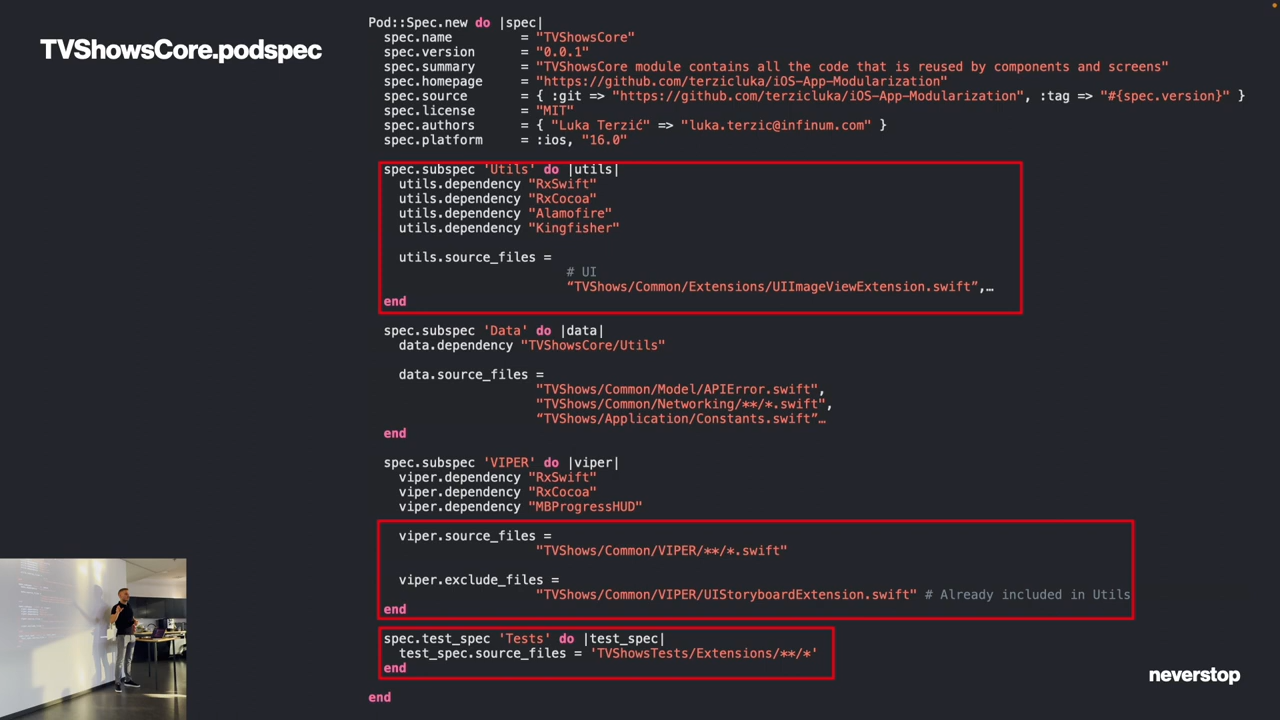 TVShowsCore.podspec
Pod::Spec.new do |spec|
spec.name = "TVShowsCore"
spec.version = "0.0.1"
spec.summary = "TVShowsCore module contains all the code that is reused by components and screens"
spec.homepage = "https://github.com/terzicluka/iOS-App-Modularization"
spec.source = { :git => "https://github.com/terzicluka/iOS-App-Modularization", :tag => "#{spec.version}" }
spec.license = "MIT"
spec.authors = { "Luka Terzić" => "luka.terzic@infinum.com" }
spec.platform = :ios, "16.0"
spec.subspec 'Utils' do |utils|
utils.dependency "RxSwift"
utils.dependency "RxCocoa"
utils.dependency "Alamofire"
utils.dependency "Kingfisher"
utils.source_files =
# UI
“TVShows/Common/Extensions/UIImageViewExtension.swift”,…
end
spec.subspec 'Data' do |data|
data.dependency "TVShowsCore/Utils"
data.source_files =
"TVShows/Common/Model/APIError.swift",
"TVShows/Common/Networking/**/*.swift",
“TVShows/Application/Constants.swift”…
end
spec.subspec 'VIPER' do |viper|
viper.dependency "RxSwift"
viper.dependency "RxCocoa"
viper.dependency "MBProgressHUD"
viper.source_files =
"TVShows/Common/VIPER/**/*.swift"
viper.exclude_files =
"TVShows/Common/VIPER/UIStoryboardExtension.swift" # Already included in Utils
end
spec.test_spec 'Tests' do |test_spec|
test_spec.source_files = 'TVShowsTests/Extensions/**/*'
end
end
neverstop